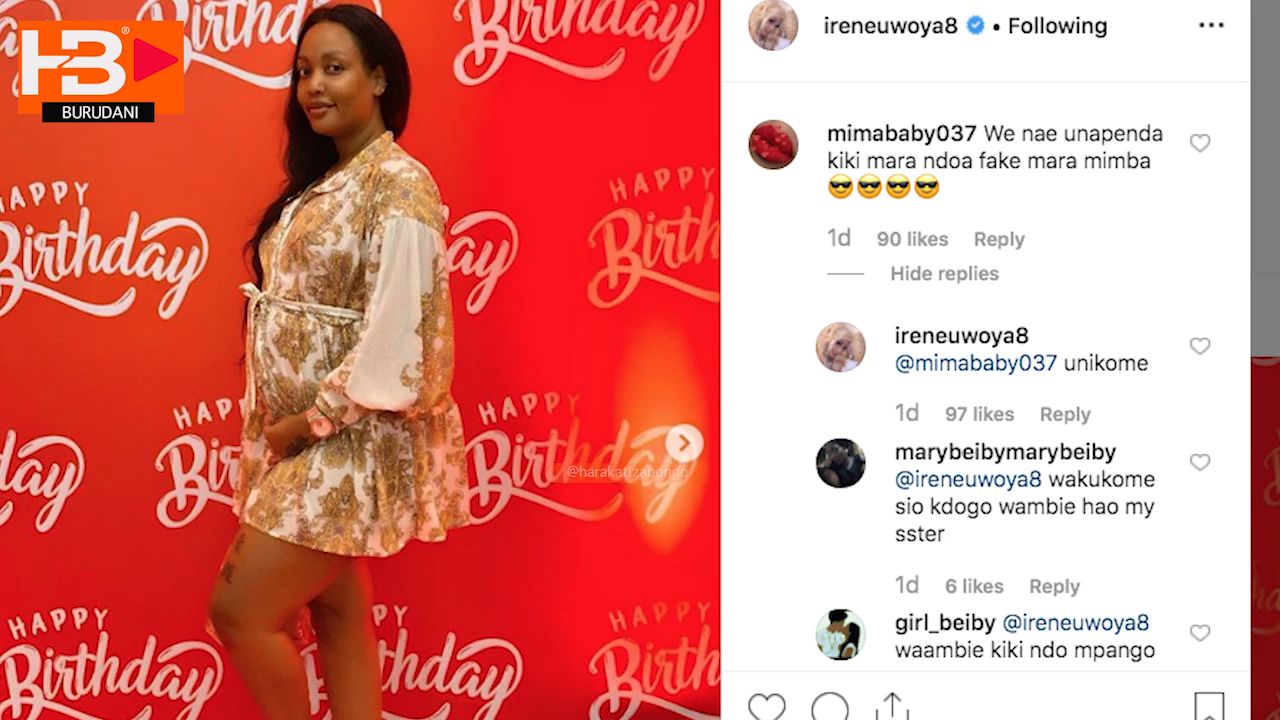 HB®
BURUDANI
Birthday
HAPPY
Birthday
HAPPY
Birthday
HAPPY
Birthday
HAPPY
Birthday
HAPPY
Birthday
HAPPY
Birthday
HAPPY
Birthday
@harakatizabongo
ireneuwoya8 • Following
mimababy037 We nae unapenda
kiki mara ndoa fake mara mimba
😎😎😎😎
1d 90 likes Reply
Hide replies
ireneuwoya8
@mimababy037 unikome
1d 97 likes Reply
marybeibymarybeiby
@ireneuwoya8 wakukome
sio kdogo wambie hao my
sster
1d 6 likes Reply
girl_beiby @ireneuwoya8
waambie kiki ndo mpango